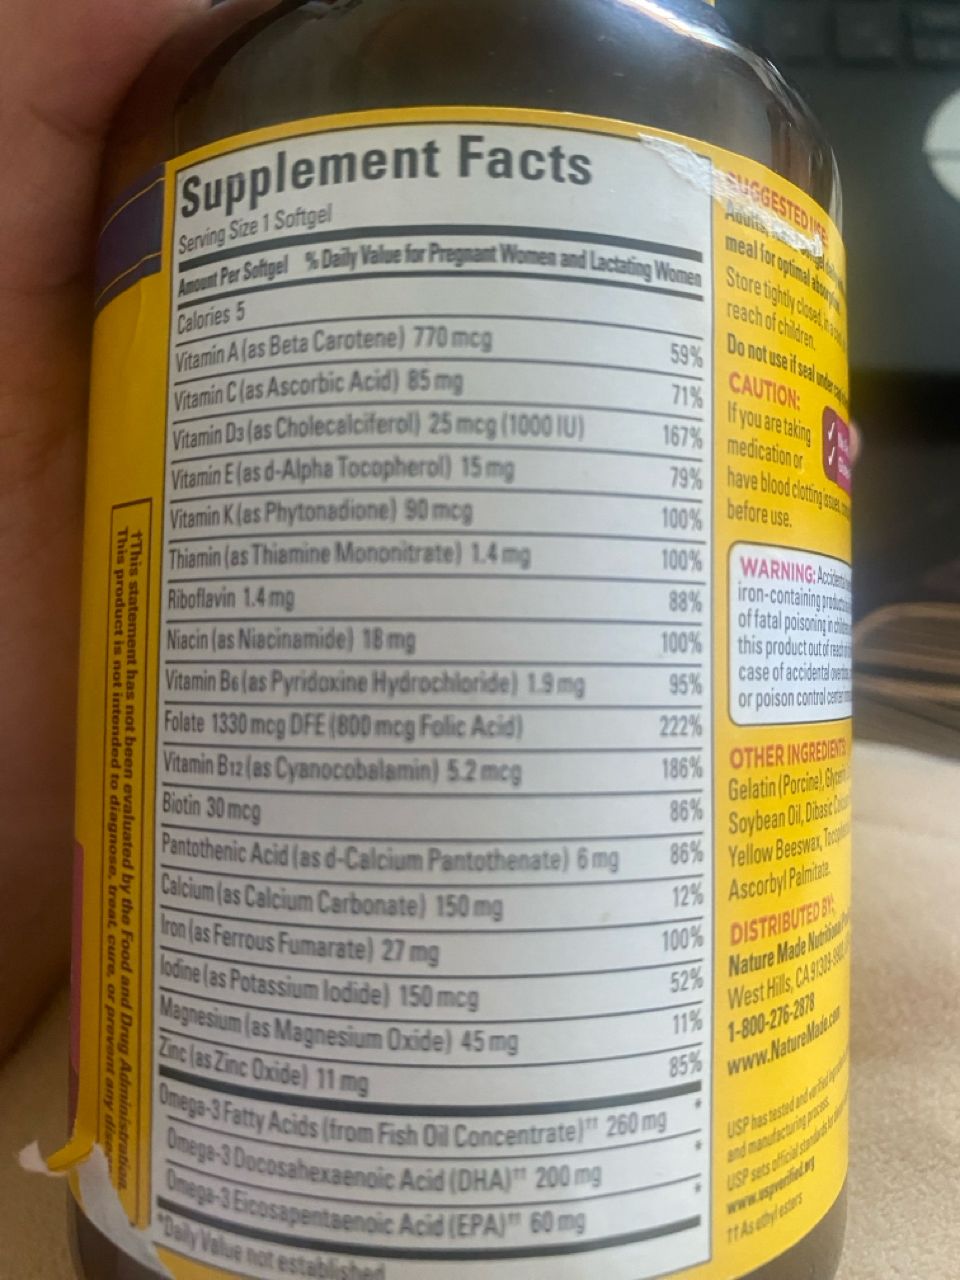 Supplement Facts
Serving Size 1 Softgel
Amount Per Softgel % Daily Value for Pregnant Women and Lactating Women
Calories 5
Vitamin A (as Beta Carotene) 770 mcg 59%
Vitamin C (as Ascorbic Acid) 85 mg 71%
Vitamin D3 (as Cholecalciferol) 25 mcg (1000 IU) 167%
Vitamin E (as d-Alpha Tocopherol) 15 mg 79%
Vitamin K (as Phytonadione) 90 mcg 100%
Thiamin (as Thiamine Mononitrate) 1.4 mg 100%
Riboflavin 1.4 mg 88%
Niacin (as Niacinamide) 18 mg 100%
Vitamin B6 (as Pyridoxine Hydrochloride) 1.9 mg 95%
Folate 1330 mcg DFE (800 mcg Folic Acid) 222%
Vitamin B12 (as Cyanocobalamin) 5.2 mcg 186%
Biotin 30 mcg 86%
Pantothenic Acid (as d-Calcium Pantothenate) 6 mg 86%
Calcium (as Calcium Carbonate) 150 mg 12%
Iron (as Ferrous Fumarate) 27 mg 100%
Iodine (as Potassium Iodide) 150 mcg 52%
Magnesium (as Magnesium Oxide) 45 mg 11%
Zinc (as Zinc Oxide) 11 mg 85%
Omega-3 Fatty Acids (from Fish Oil Concentrate)†† 260 mg *
Omega-3 Docosahexaenoic Acid (DHA)†† 200 mg *
Omega-3 Eicosapentaenoic Acid (EPA)†† 60 mg *
*Daily Value not established
†This statement has not been evaluated by the Food and Drug Administration.
This product is not intended to diagnose, treat, cure, or prevent any disease.
SUGGESTED USE:
Adults,
meal for optimal
Store tightly closed, in a
reach of children.
Do not use if seal under
CAUTION:
If you are taking
medication or
have blood clotting issues,
before use.
WARNING: Accidental
iron-containing products
of fatal poisoning in
this product out of reach
case of accidental
or poison control center
OTHER INGREDIENTS:
Gelatin (Porcine),
Soybean Oil, Dibasic
Yellow Beeswax,
Ascorbyl Palmitate.
DISTRIBUTED BY:
Nature Made Nutritional
West Hills, CA
1-800-276-2878
www.NatureMade.com
USP has tested and verified
and manufacturing process.
USP sets official standards for
www.uspverified.org
†† As ethyl esters